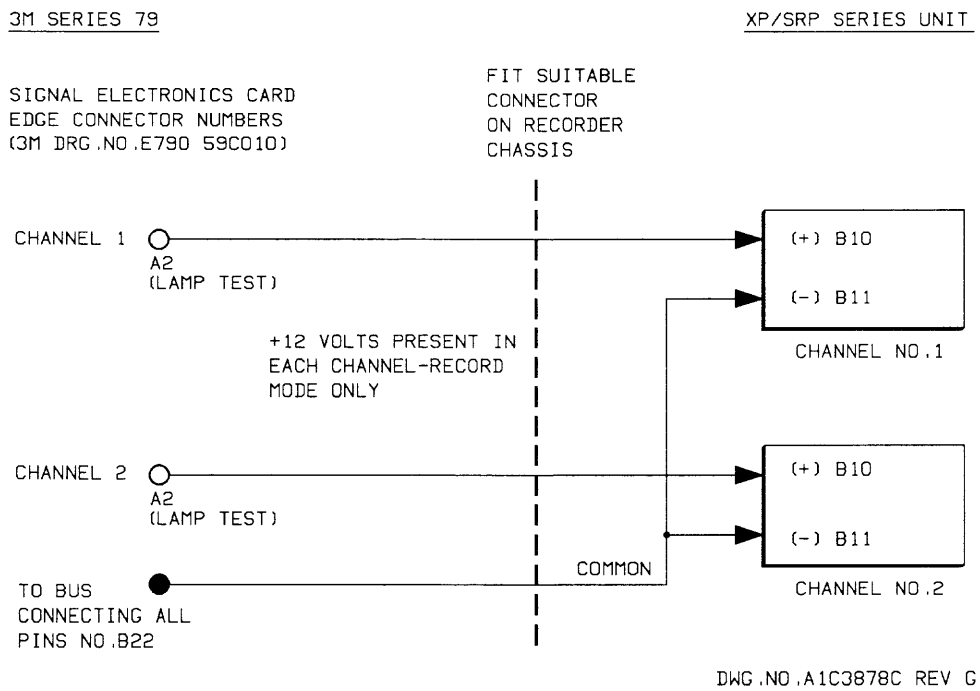 3M SERIES 79
XP/SRP SERIES UNIT
SIGNAL ELECTRONICS CARD
EDGE CONNECTOR NUMBERS
(3M DRG.NO.E790 59C010)
FIT SUITABLE
CONNECTOR
ON RECORDER
CHASSIS
CHANNEL 1
A2
(LAMP TEST)
(+) B10
(-) B11
CHANNEL NO.1
+12 VOLTS PRESENT IN
EACH CHANNEL-RECORD
MODE ONLY
CHANNEL 2
A2
(LAMP TEST)
(+) B10
(-) B11
CHANNEL NO.2
COMMON
TO BUS
CONNECTING ALL
PINS NO.B22
DWG.NO.A1C3878C REV G